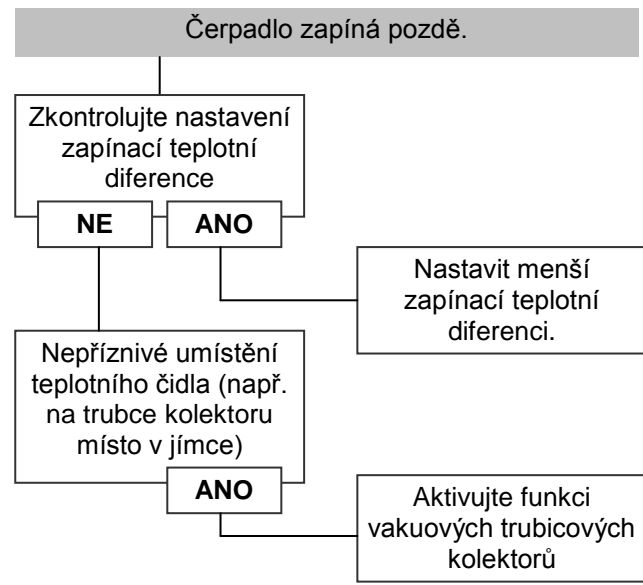 Čerpadlo zapíná pozdě.
Zkontrolujte nastavení
zapínací teplotní
diference
NE
ANO
Nastavit menší
zapínací teplotní
diferenci.
Nepříznivé umístění
teplotního čidla (např.
na trubce kolektoru
místo v jímce)
ANO
Aktivujte funkci
vakuových trubicových
kolektorů